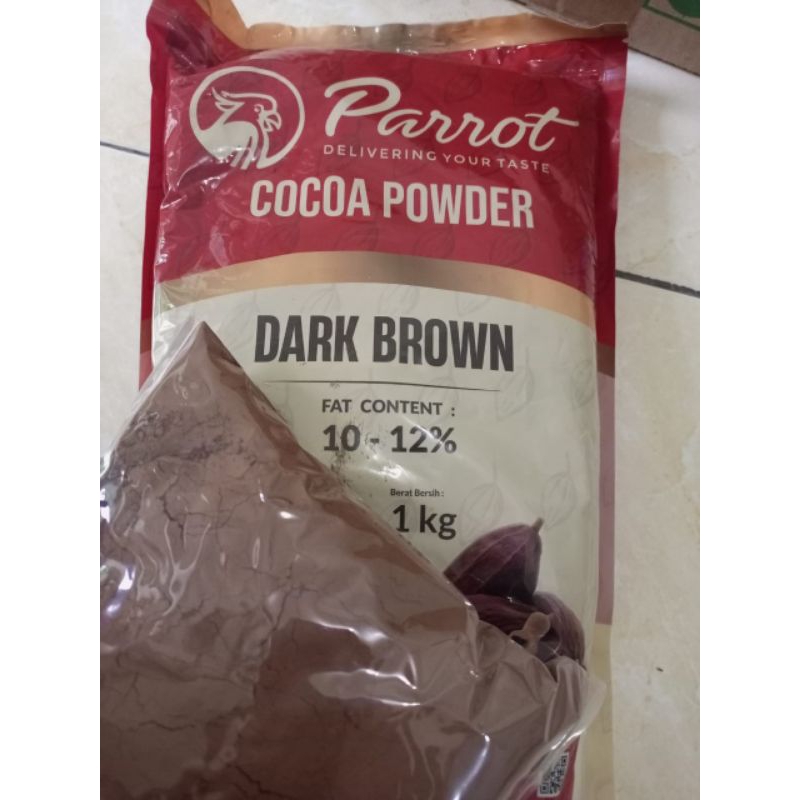 Parrot
DELIVERING YOUR TASTE
COCOA POWDER
DARK BROWN
FAT CONTENT :
10 - 12%
Berat Bersih :
1 kg